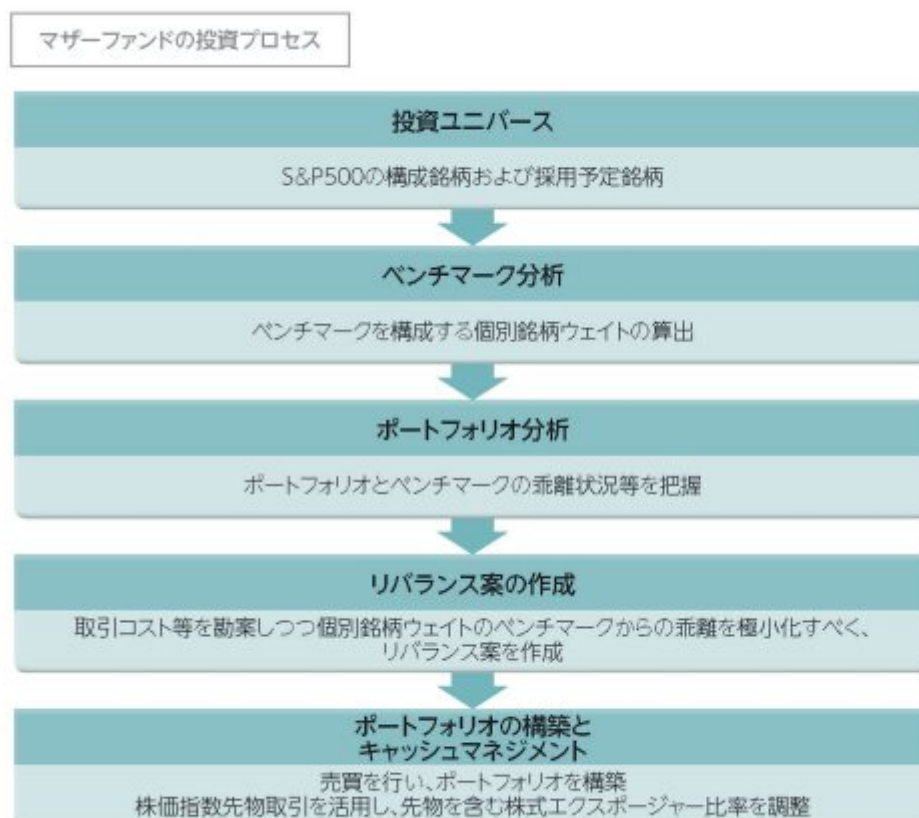 マザーファンドの投資プロセス
投資ユニバース
S&P500の構成銘柄および採用予定銘柄
ベンチマーク分析
ベンチマークを構成する個別銘柄ウェイトの算出
ポートフォリオ分析
ポートフォリオとベンチマークの乖離状況等を把握
リバランス案の作成
取引コスト等を勘案しつつ個別銘柄ウェイトのベンチマークからの乖離を極小化すべく、
リバランス案を作成
ポートフォリオの構築と
キャッシュマネジメント
売買を行い、ポートフォリオを構築
株価指数先物取引を活用し、先物を含む株式エクスポージャー比率を調整